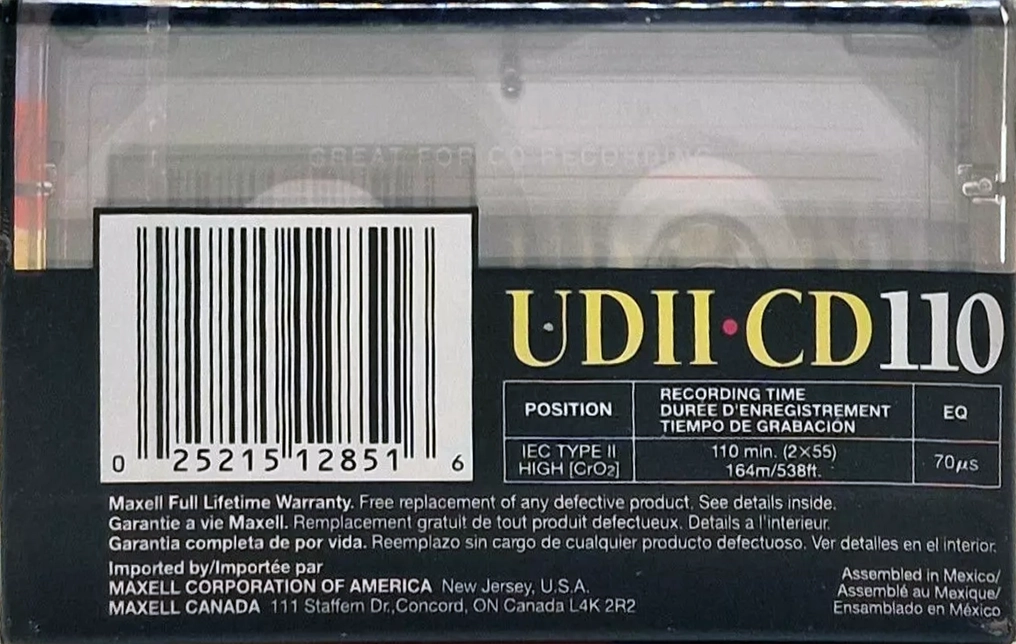 GREAT FOR CD RECORDING
UDII·CD110
POSITION
RECORDING TIME
DURÉE D'ENREGISTREMENT
TIEMPO DE GRABACIÓN
EQ
IEC TYPE II
HIGH [CrO2]
110 min. (2×55)
164m/538ft.
70µs
0 25215 12851 6
Maxell Full Lifetime Warranty. Free replacement of any defective product. See details inside.
Garantie a vie Maxell. Remplacement gratuit de tout produit defectueux. Details a l'interieur.
Garantia completa de por vida. Reemplazo sin cargo de cualquier producto defectuoso. Ver detalles en el interior.
Imported by/Importée par
MAXELL CORPORATION OF AMERICA New Jersey, U.S.A.
MAXELL CANADA 111 Staffern Dr.,Concord, ON Canada L4K 2R2
Assembled in Mexico/
Assemblé au Mexique/
Ensamblado en México